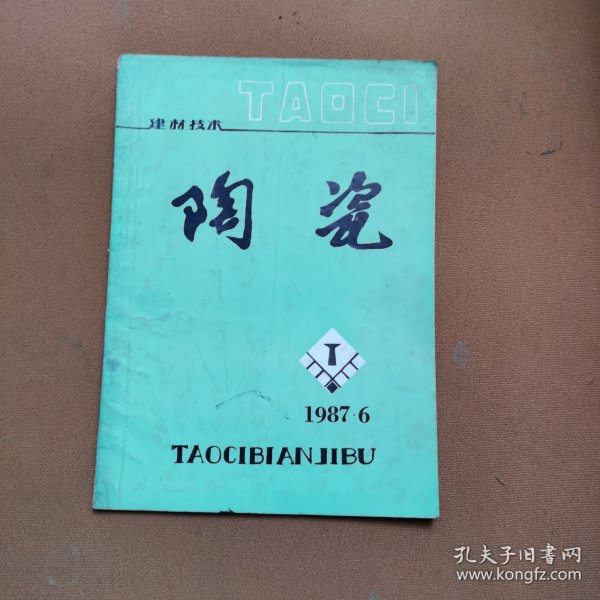 TAOCI
建材技术
陶瓷
T
1987·6
TAOCIBIANJIBU
孔夫子旧书网
www.kongfz.com